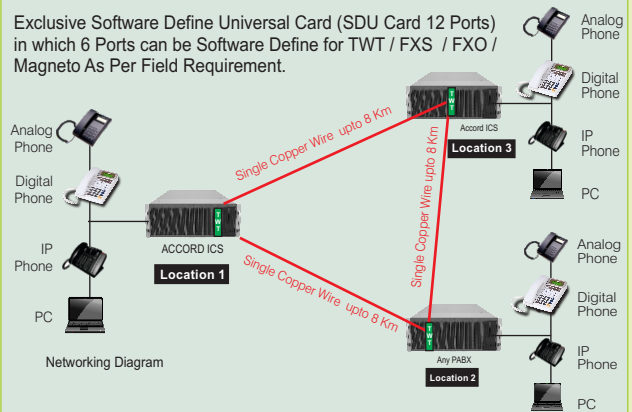 Exclusive Software Define Universal Card (SDU Card 12 Ports)
in which 6 Ports can be Software Define for TWT / FXS / FXO /
Magneto As Per Field Requirement.
Analog
Phone
Digital
Phone
IP
Phone
PC
TWT
ACCORD ICS
Location 1
Networking Diagram
Single Copper Wire upto 8 Km
Single Copper Wire upto 8 Km
Single Copper Wire upto 8 Km
TWT
Accord ICS
Location 3
Analog
Phone
Digital
Phone
IP
Phone
PC
TWT
Any PABX
Location 2
Analog
Phone
Digital
Phone
IP
Phone
PC